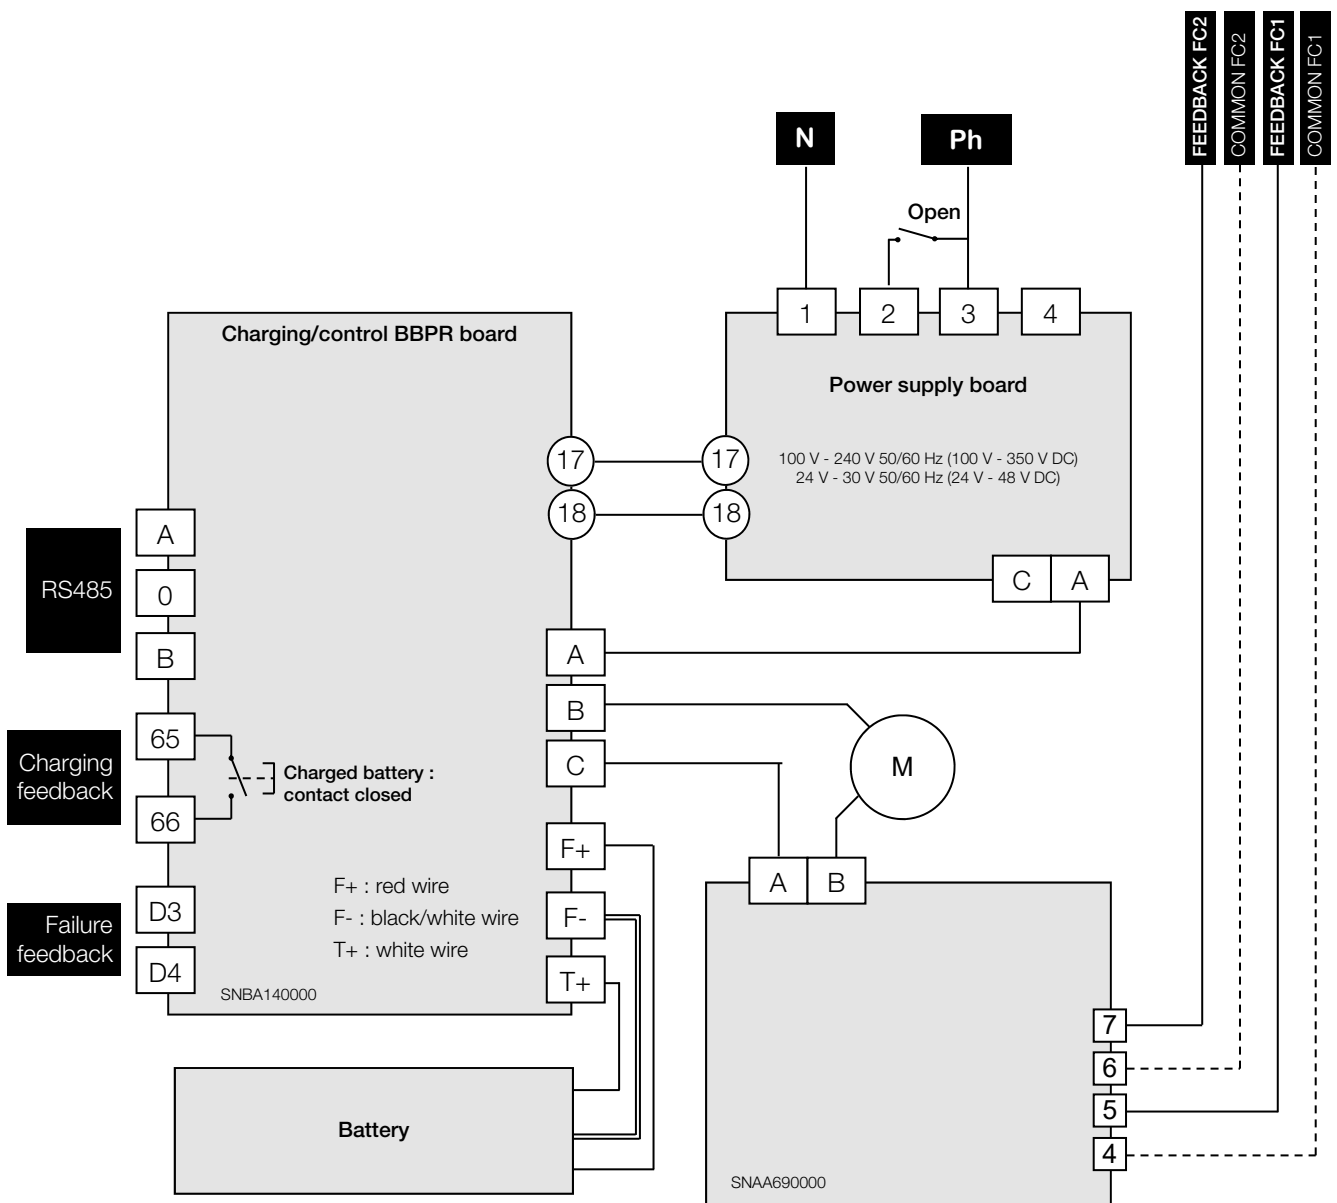 FEEDBACK FC2
COMMON FC2
FEEDBACK FC1
COMMON FC1
N
Ph
Open
1
2
3
4
Power supply board
100 V - 240 V 50/60 Hz (100 V - 350 V DC)
24 V - 30 V 50/60 Hz (24 V - 48 V DC)
17
18
C
A
Charging/control BBPR board
17
18
A
B
C
F+
F-
T+
RS485
A
0
B
Charging
feedback
65
66
Charged battery :
contact closed
Failure
feedback
D3
D4
F+ : red wire
F- : black/white wire
T+ : white wire
SNBA140000
Battery
M
A
B
7
6
5
4
SNAA690000